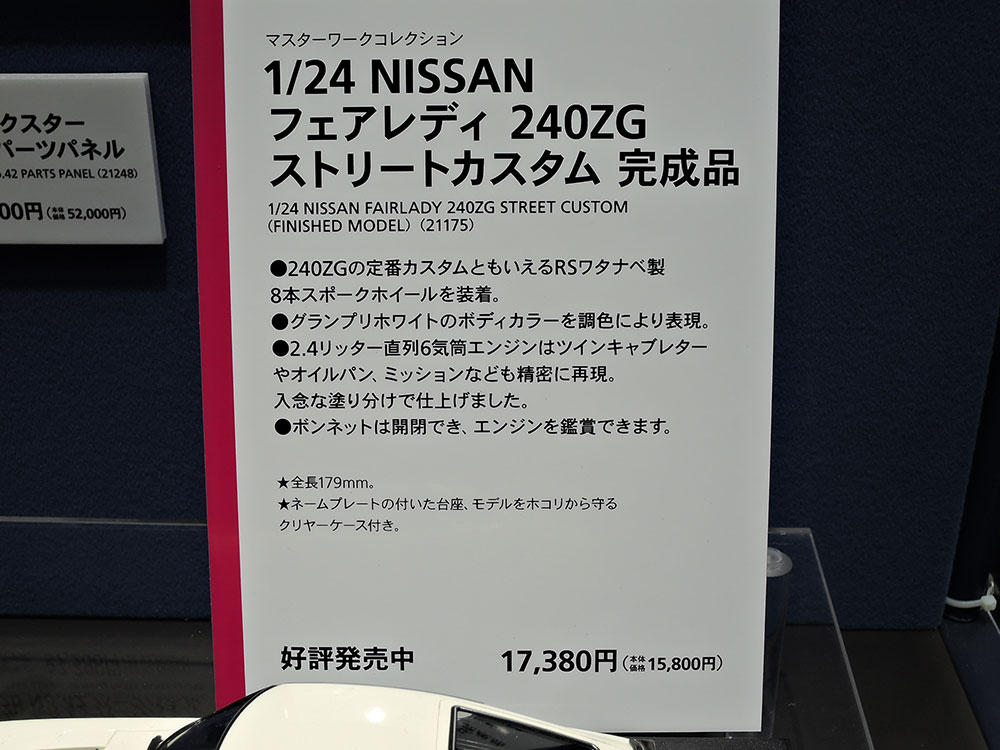 マスターワークコレクション
1/24 NISSAN
フェアレディ 240ZG
ストリートカスタム 完成品
1/24 NISSAN FAIRLADY 240ZG STREET CUSTOM
(FINISHED MODEL) (21175)
●240ZGの定番カスタムともいえるRSワタナベ製
8本スポークホイールを装着。
●グランプリホワイトのボディカラーを調色により表現。
●2.4リッター直列6気筒エンジンはツインキャブレター
やオイルパン、ミッションなども精密に再現。
入念な塗り分けで仕上げました。
●ボンネットは開閉でき、エンジンを鑑賞できます。
★全長179mm。
★ネームプレートの付いた台座、モデルをホコリから守る
クリヤーケース付き。
好評発売中 17,380円(本体価格 15,800円)
クスター
パーツパネル
.42 PARTS PANEL (21248)
00円(本体価格 52,000円)